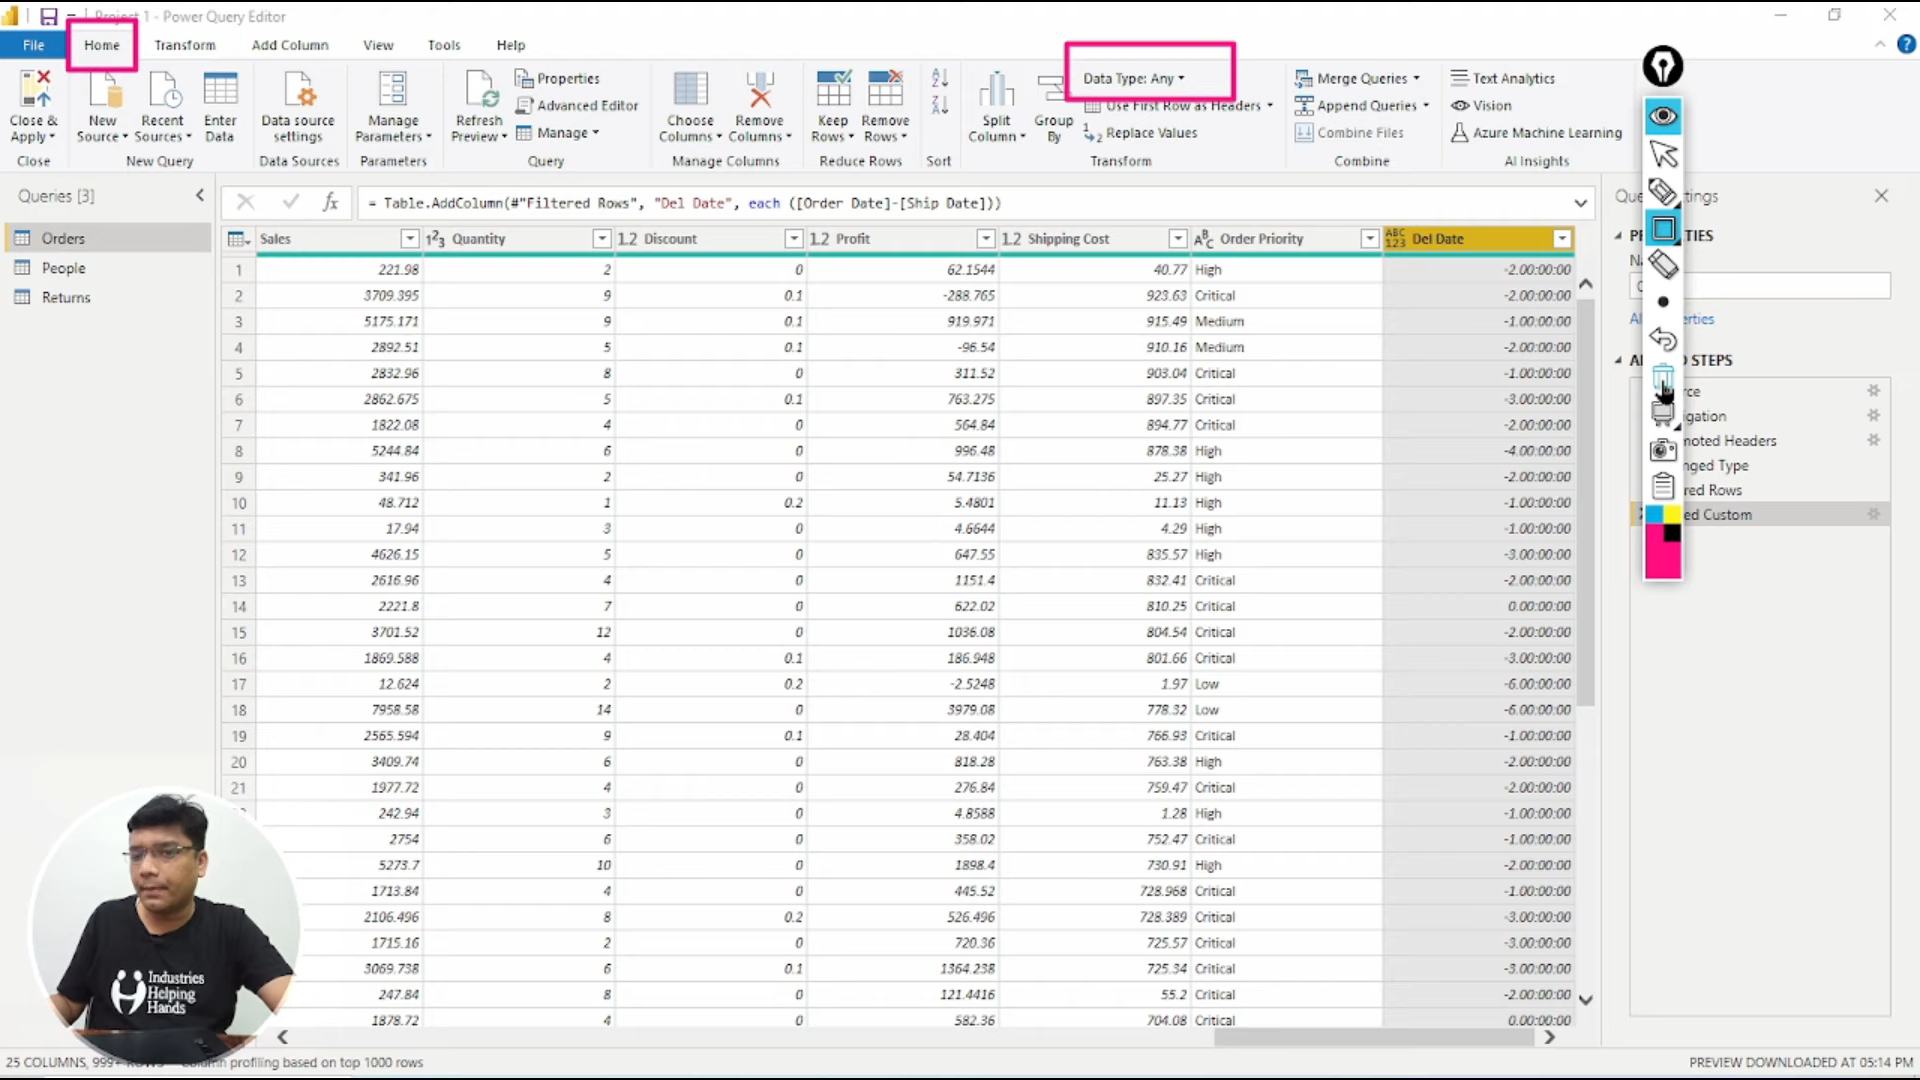 Project 1 - Power Query Editor
File Home Transform Add Column View Tools Help
Close & Apply
New Source
Recent Sources
Enter Data
Data source settings
Manage Parameters
Refresh Preview
Properties
Advanced Editor
Manage
Choose Columns
Remove Columns
Keep Rows
Remove Rows
Split Column
Group By
Data Type: Any
Use First Row as Headers
Replace Values
Merge Queries
Append Queries
Combine Files
Text Analytics
Vision
Azure Machine Learning
Close New Query Data Sources Parameters Query Manage Columns Reduce Rows Sort Transform Combine AI Insights
Queries [3]
Orders
People
Returns
= Table.AddColumn(#"Filtered Rows", "Del Date", each ([Order Date]-[Ship Date]))
Sales 123 Quantity 1.2 Discount 1.2 Profit 1.2 Shipping Cost ABC Order Priority ABC 123 Del Date
1 221.98 2 0 62.1544 40.77 High -2.00:00:00
2 3709.395 9 0.1 -288.765 923.63 Critical -2.00:00:00
3 5175.171 9 0.1 919.971 915.49 Medium -1.00:00:00
4 2892.51 5 0.1 -96.54 910.16 Medium -2.00:00:00
5 2832.96 8 0 311.52 903.04 Critical -1.00:00:00
6 2862.675 5 0.1 763.275 897.35 Critical -3.00:00:00
7 1822.08 4 0 564.84 894.77 Critical -2.00:00:00
8 5244.84 6 0 996.48 878.38 High -4.00:00:00
9 341.96 2 0 54.7136 25.27 High -2.00:00:00
10 48.712 1 0.2 5.4801 11.13 High -1.00:00:00
11 17.94 3 0 4.6644 4.29 High -1.00:00:00
12 4626.15 5 0 647.55 835.57 High -3.00:00:00
13 2616.96 4 0 1151.4 832.41 Critical -2.00:00:00
14 2221.8 7 0 622.02 810.25 Critical 0.00:00:00
15 3701.52 12 0 1036.08 804.54 Critical -2.00:00:00
16 1869.588 4 0.1 186.948 801.66 Critical -3.00:00:00
17 12.624 2 0.2 -2.5248 1.97 Low -6.00:00:00
18 7958.58 14 0 3979.08 778.32 Low -6.00:00:00
19 2565.594 9 0.1 28.404 766.93 Critical -1.00:00:00
20 3409.74 6 0 818.28 763.38 High -2.00:00:00
21 1977.72 4 0 276.84 759.47 Critical -2.00:00:00
242.94 3 0 4.8588 1.28 High -1.00:00:00
2754 6 0 358.02 752.47 Critical -1.00:00:00
5273.7 10 0 1898.4 730.91 High -2.00:00:00
1713.84 4 0 445.52 728.968 Critical -1.00:00:00
2106.496 8 0.2 526.496 728.389 Critical -3.00:00:00
1715.16 2 0 720.36 725.57 Critical -3.00:00:00
3069.738 6 0.1 1364.238 725.34 Critical -3.00:00:00
247.84 8 0 121.4416 55.2 Critical -2.00:00:00
1878.72 4 0 582.36 704.08 Critical 0.00:00:00
Industries
Helping
Hands
STEPS
Changed Type
25 COLUMNS, 999+ ROWS Column profiling based on top 1000 rows
PREVIEW DOWNLOADED AT 05:14 PM